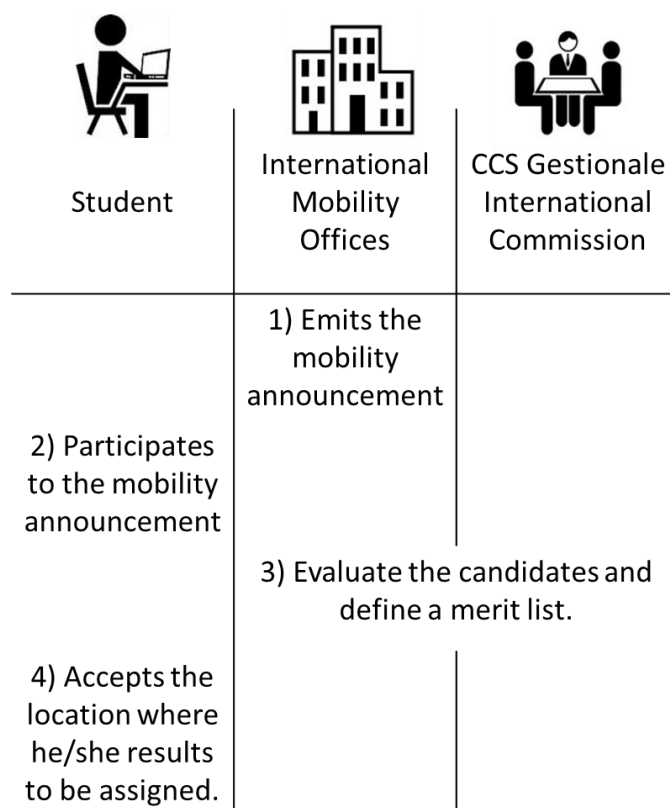 Student
International
Mobility
Offices
CCS Gestionale
International
Commission
1) Emits the
mobility
announcement
2) Participates
to the mobility
announcement
3) Evaluate the candidates and
define a merit list.
4) Accepts the
location where
he/she results
to be assigned.